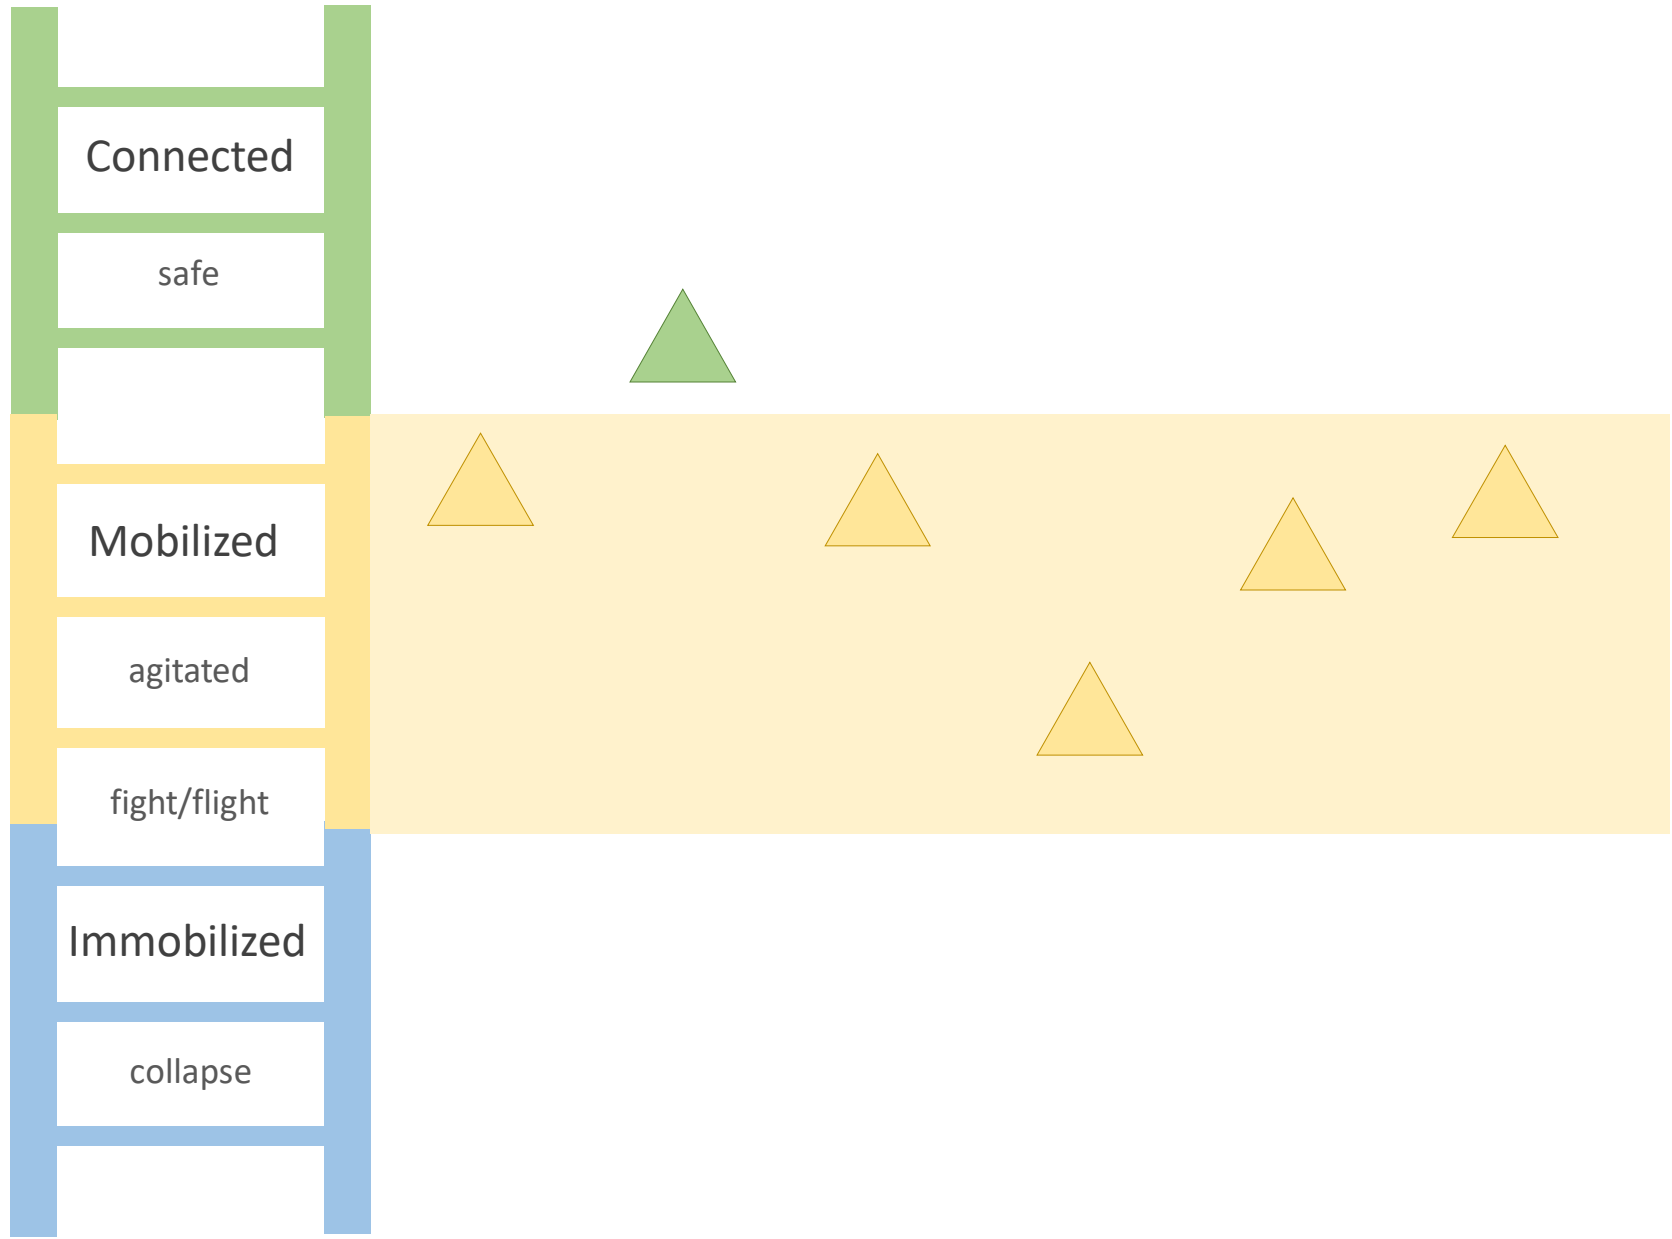 Connected
safe
Mobilized
agitated
fight/flight
Immobilized
collapse